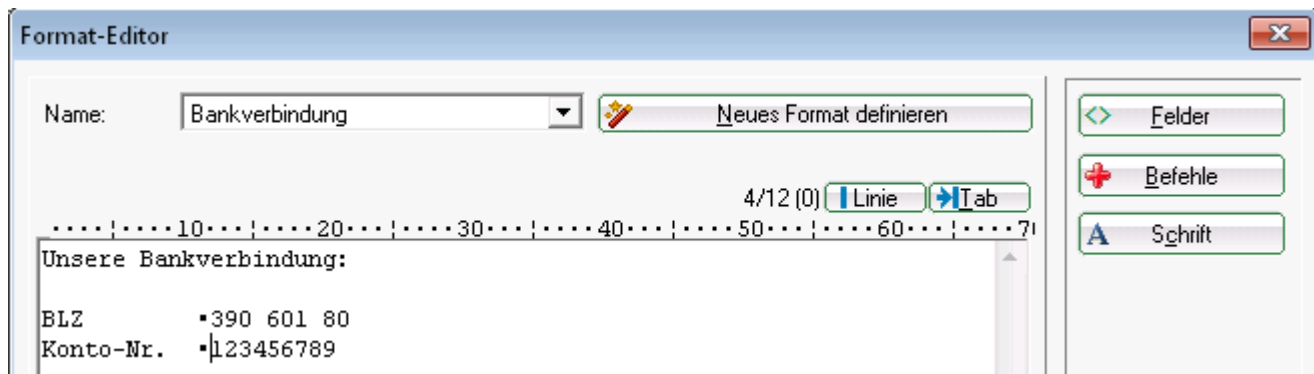 Format-Editor
Name: Bankverbindung Neues Format definieren
Felder
Befehle
4/12 (0) Linie Tab
Schrift
····¦····10···¦····20···¦····30···¦····40···¦····50···¦····60···¦····7
Unsere Bankverbindung:
BLZ ▪390 601 80
Konto-Nr. ▪123456789